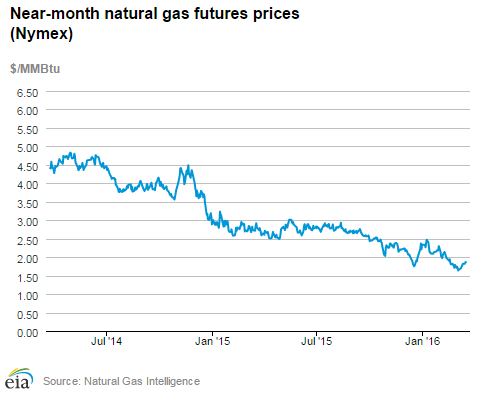 Near-month natural gas futures prices
(Nymex)
$/MMBtu
6.50
6.00
5.50
5.00
4.50
4.00
3.50
3.00
2.50
2.00
1.50
1.00
0.50
0.00
Jul '14 Jan '15 Jul '15 Jan '16
eia Source: Natural Gas Intelligence